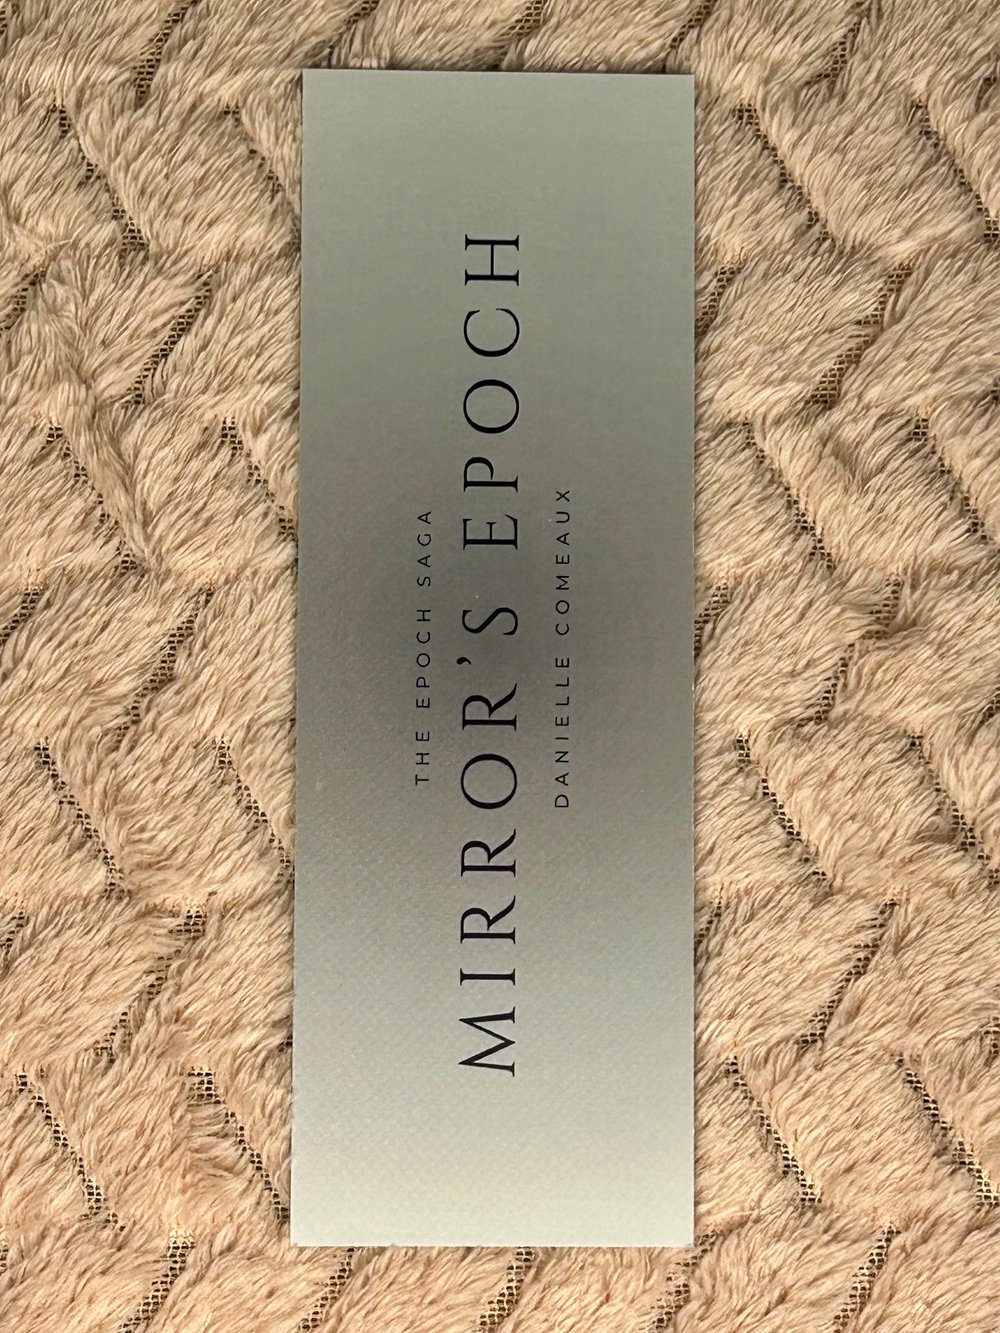 THE EPOCH SAGA
MIRROR’S EPOCH
DANIELLE COMEAUX